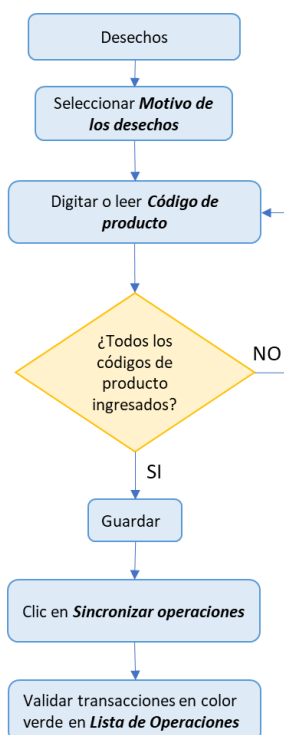 Desechos
Seleccionar Motivo de
los desechos
Digitar o leer Código de
producto
¿Todos los
códigos de
producto
ingresados?
NO
SI
Guardar
Clic en Sincronizar operaciones
Validar transacciones en color
verde en Lista de Operaciones